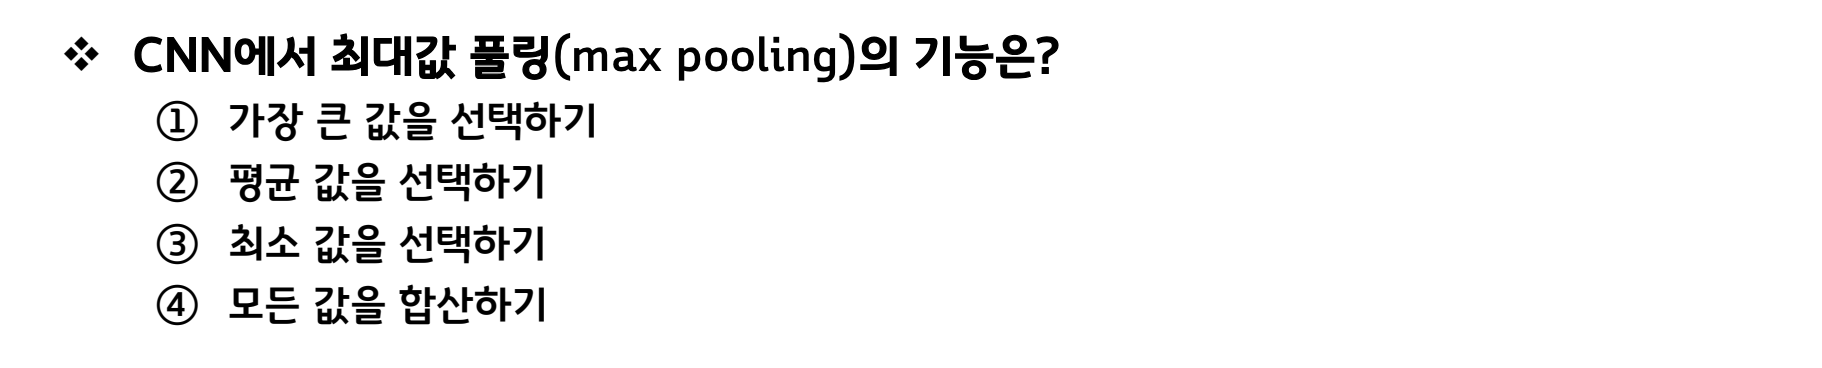 ❖ CNN에서 최대값 풀링(max pooling)의 기능은?
① 가장 큰 값을 선택하기
② 평균 값을 선택하기
③ 최소 값을 선택하기
④ 모든 값을 합산하기